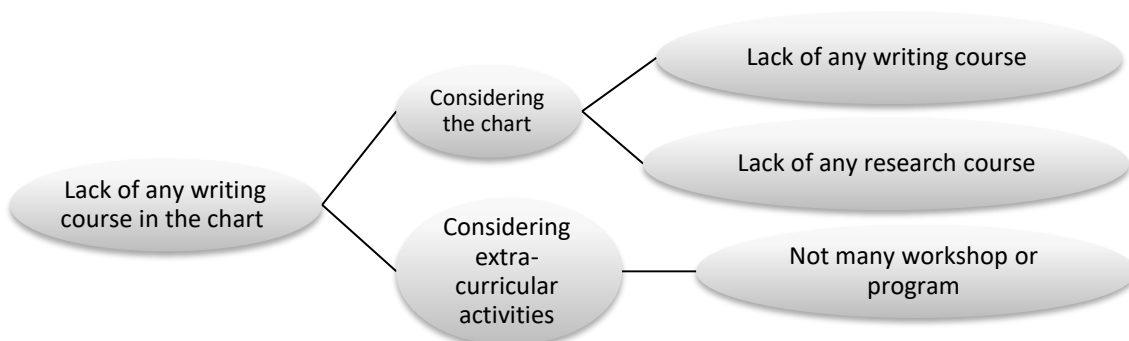 Lack of any writing
course in the chart
Considering
the chart
Lack of any writing course
Lack of any research course
Considering
extra-
curricular
activities
Not many workshop or
program